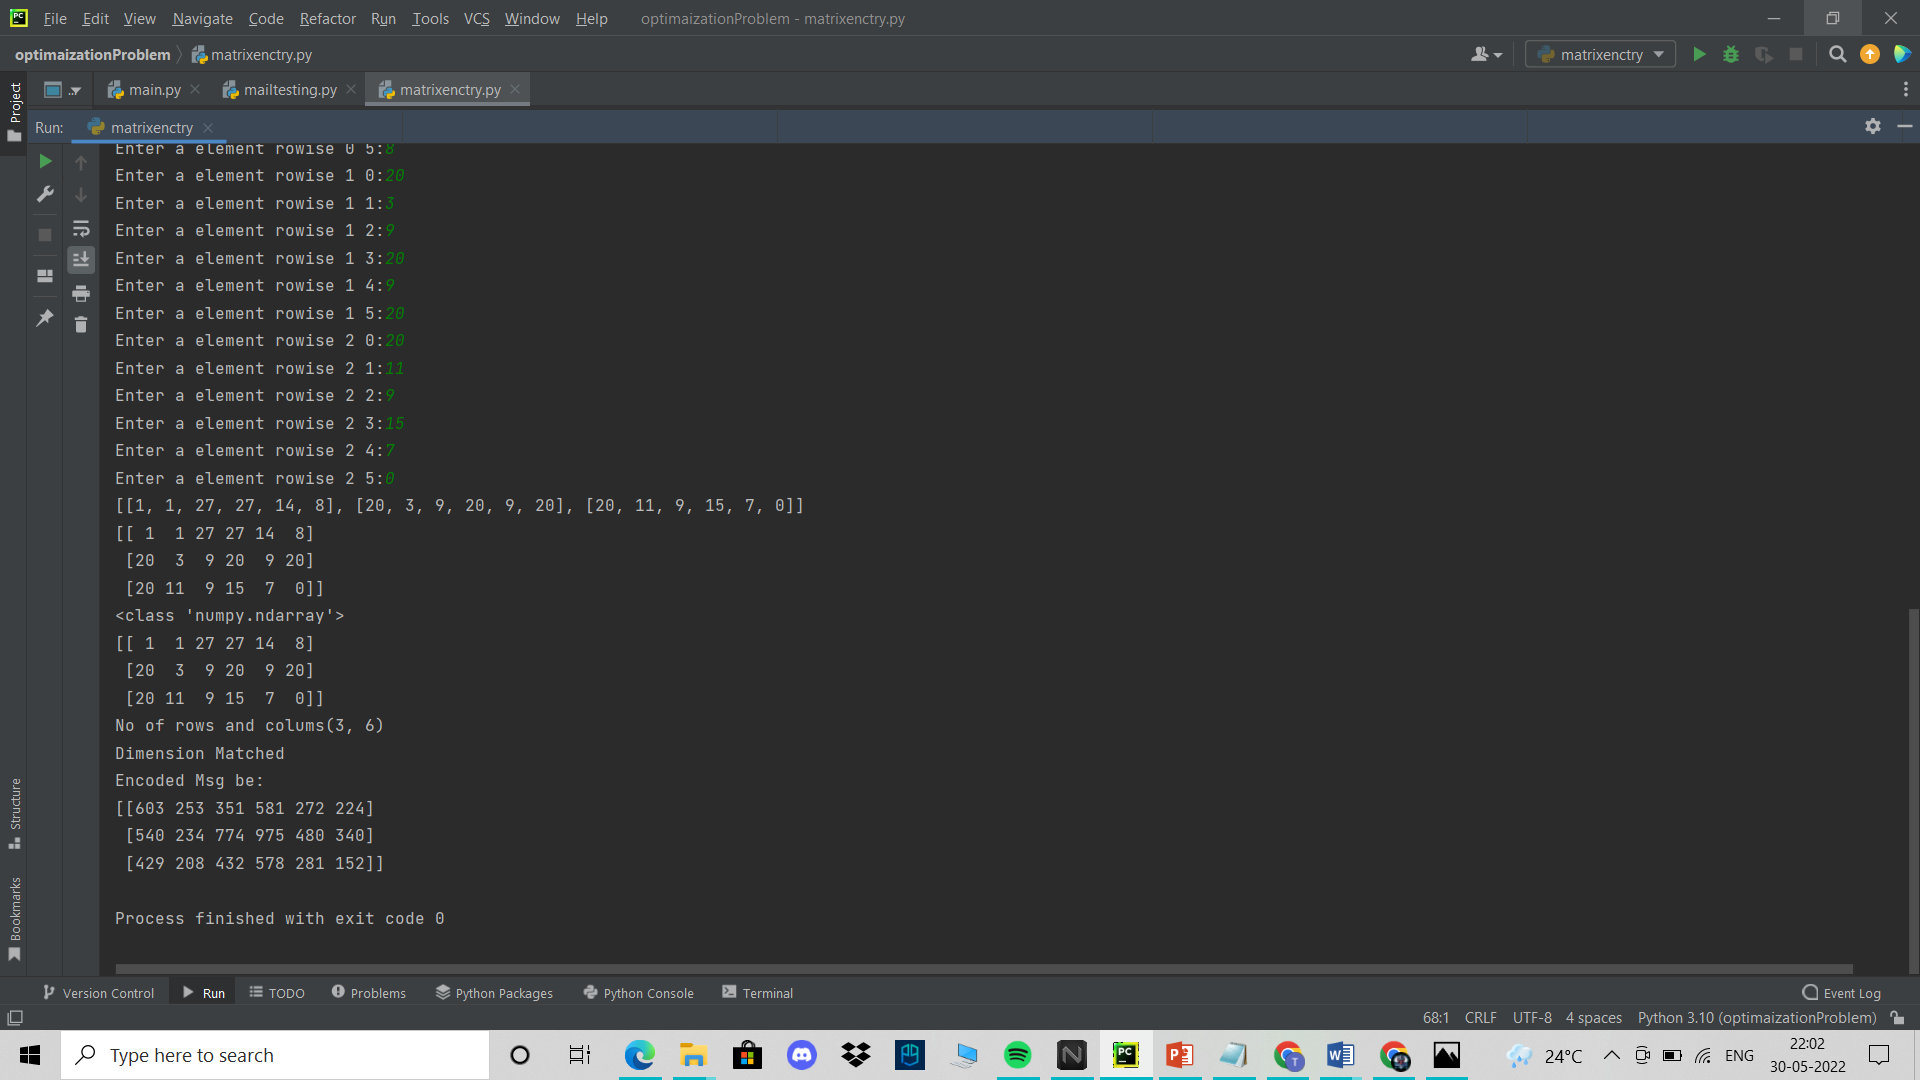 File Edit View Navigate Code Refactor Run Tools VCS Window Help optimaizationProblem - matrixenctry.py
optimaizationProblem matrixenctry.py matrixenctry
Project
.. main.py mailtesting.py matrixenctry.py
Run: matrixenctry
Enter a element rowise 0 5:8
Enter a element rowise 1 0:20
Enter a element rowise 1 1:3
Enter a element rowise 1 2:9
Enter a element rowise 1 3:20
Enter a element rowise 1 4:9
Enter a element rowise 1 5:20
Enter a element rowise 2 0:20
Enter a element rowise 2 1:11
Enter a element rowise 2 2:9
Enter a element rowise 2 3:15
Enter a element rowise 2 4:7
Enter a element rowise 2 5:0
[[1, 1, 27, 27, 14, 8], [20, 3, 9, 20, 9, 20], [20, 11, 9, 15, 7, 0]]
[[ 1  1 27 27 14  8]
 [20  3  9 20  9 20]
 [20 11  9 15  7  0]]
<class 'numpy.ndarray'>
[[ 1  1 27 27 14  8]
 [20  3  9 20  9 20]
 [20 11  9 15  7  0]]
No of rows and colums(3, 6)
Dimension Matched
Encoded Msg be:
[[603 253 351 581 272 224]
 [540 234 774 975 480 340]
 [429 208 432 578 281 152]]
Process finished with exit code 0
Structure
Bookmarks
Version Control Run TODO Problems Python Packages Python Console Terminal Event Log
68:1 CRLF UTF-8 4 spaces Python 3.10 (optimaizationProblem)
Type here to search 24°C ENG 22:02
30-05-2022